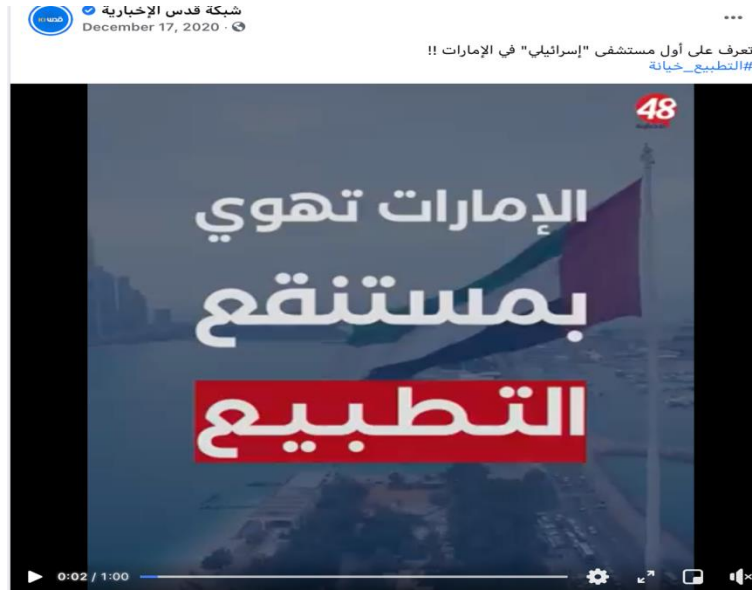 شبكة قدس الإخبارية
December 17, 2020 ·
تعرف على أول مستشفى "إسرائيلي" في الإمارات !!
#التطبيع_خيانة
48
الإمارات تهوي
بمستنقع
التطبيع
0:02 / 1:00